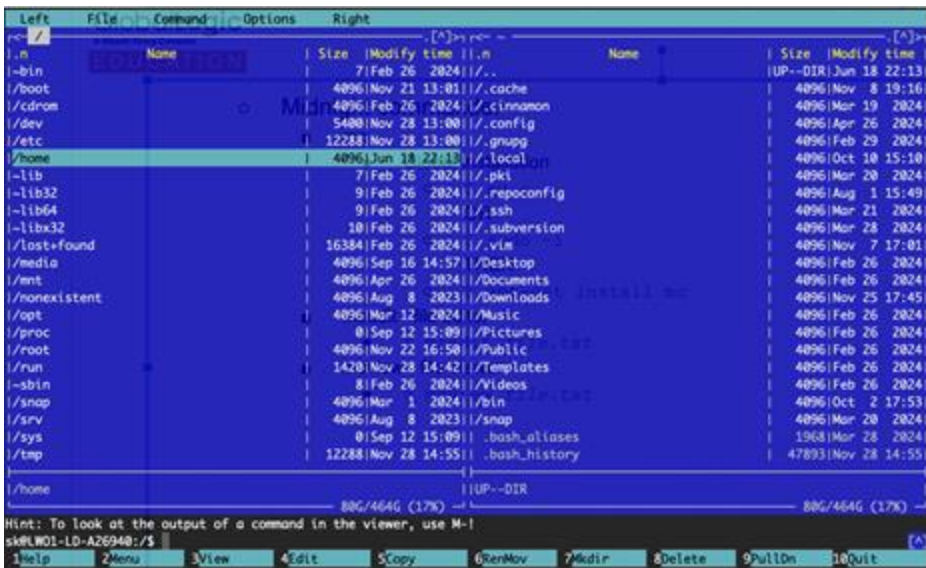 Left File Command Options Right
<- / .[^]>
<- ~ .[^]>
.n Name Size Modify time
.n Name Size Modify time
~bin 7 Feb 26 2024
/.. UP--DIR Jun 18 22:13
/boot 4096 Nov 21 13:01
/.cache 4096 Nov 8 19:16
/cdrom 4096 Feb 26 2024
/.cinnamon 4096 Mar 19 2024
/dev 5400 Nov 28 13:00
/.config 4096 Apr 26 2024
/etc 12288 Nov 28 13:00
/.gnupg 4096 Feb 29 2024
/home 4096 Jun 18 22:13
/.local 4096 Oct 10 15:10
~lib 7 Feb 26 2024
/.pki 4096 Mar 20 2024
~lib32 9 Feb 26 2024
/.repoconfig 4096 Aug 1 15:49
~lib64 9 Feb 26 2024
/.ssh 4096 Mar 21 2024
~libx32 10 Feb 26 2024
/.subversion 4096 Mar 28 2024
/lost+found 16384 Feb 26 2024
/.vim 4096 Nov 7 17:01
/media 4096 Sep 16 14:57
/Desktop 4096 Feb 26 2024
/mnt 4096 Apr 26 2024
/Documents 4096 Feb 26 2024
/nonexistent 4096 Aug 8 2023
/Downloads 4096 Nov 25 17:45
/opt 4096 Mar 12 2024
/Music 4096 Feb 26 2024
/proc 0 Sep 12 15:09
/Pictures 4096 Feb 26 2024
/root 4096 Nov 22 16:50
/Public 4096 Feb 26 2024
/run 1420 Nov 28 14:42
/Templates 4096 Feb 26 2024
~sbin 8 Feb 26 2024
/Videos 4096 Feb 26 2024
/snap 4096 Mar 1 2024
/bin 4096 Oct 2 17:53
/srv 4096 Aug 8 2023
/snap 4096 Mar 20 2024
/sys 0 Sep 12 15:09
.bash_aliases 1968 Mar 28 2024
/tmp 12288 Nov 28 14:55
.bash_history 47893 Nov 28 14:55
/home
UP--DIR
80G/464G (17%)
80G/464G (17%)
Hint: To look at the output of a command in the viewer, use M-!
sk@LWO1-LD-A26940:/$ [^]
1Help 2Menu 3View 4Edit 5Copy 6RenMov 7Mkdir 8Delete 9PullDn 10Quit
GlobalLogic
EDUCATION
install mc